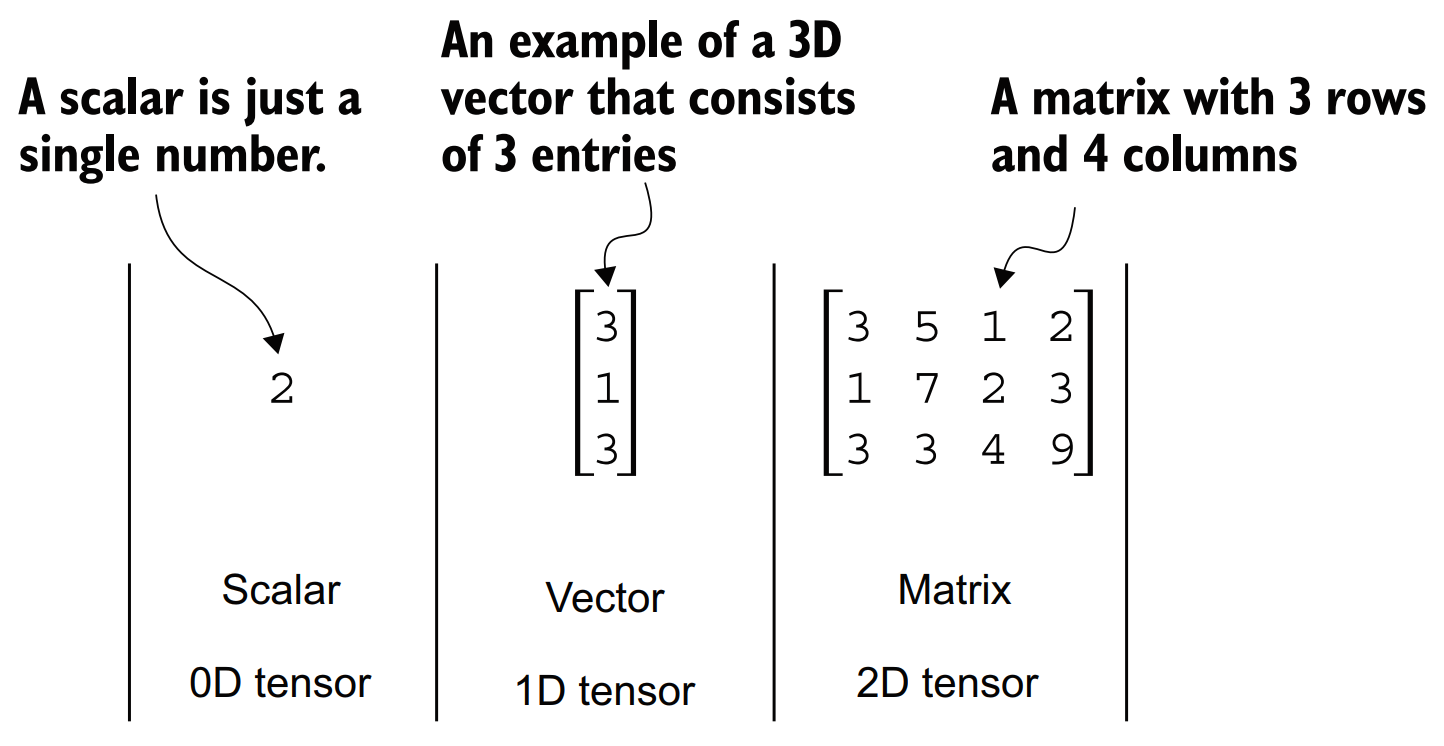 A scalar is just a
single number.
An example of a 3D
vector that consists
of 3 entries
A matrix with 3 rows
and 4 columns
2
3
1
3
3 5 1 2
1 7 2 3
3 3 4 9
Scalar
0D tensor
Vector
1D tensor
Matrix
2D tensor